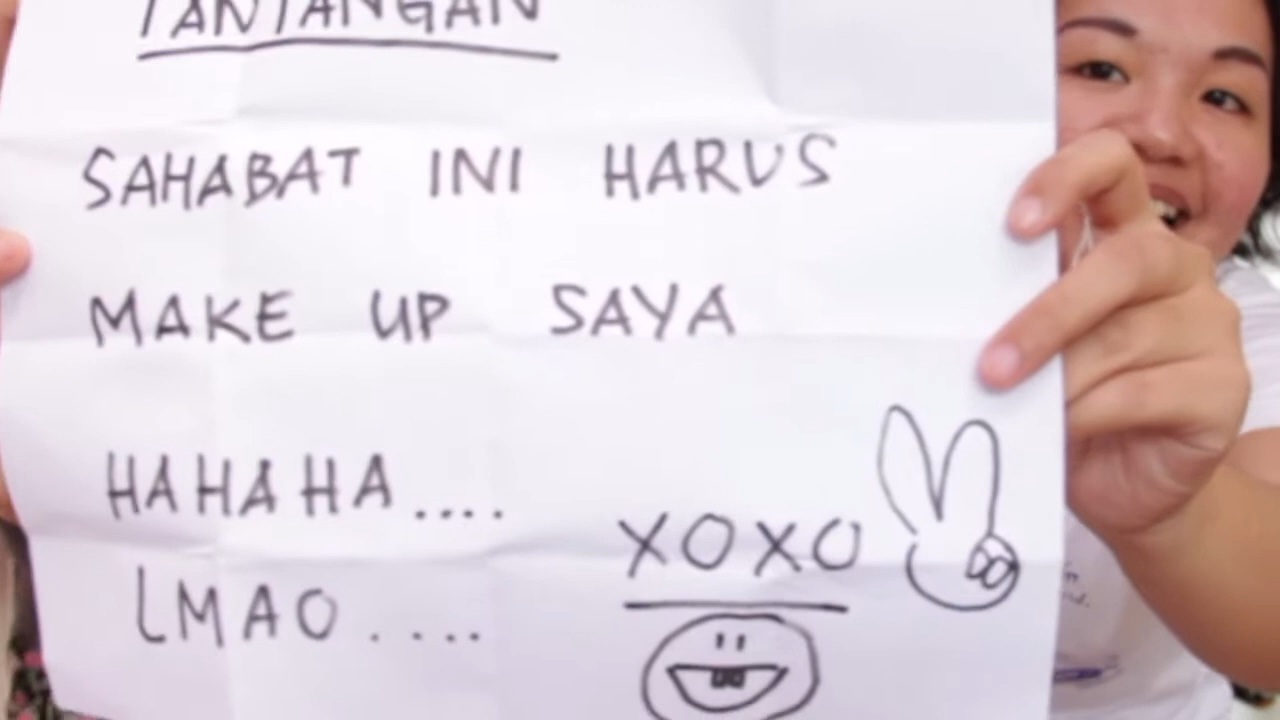 TANTANGAN
SAHABAT INI HARUS
MAKE UP SAYA
HAHAHA....
LMAO....
XOXO